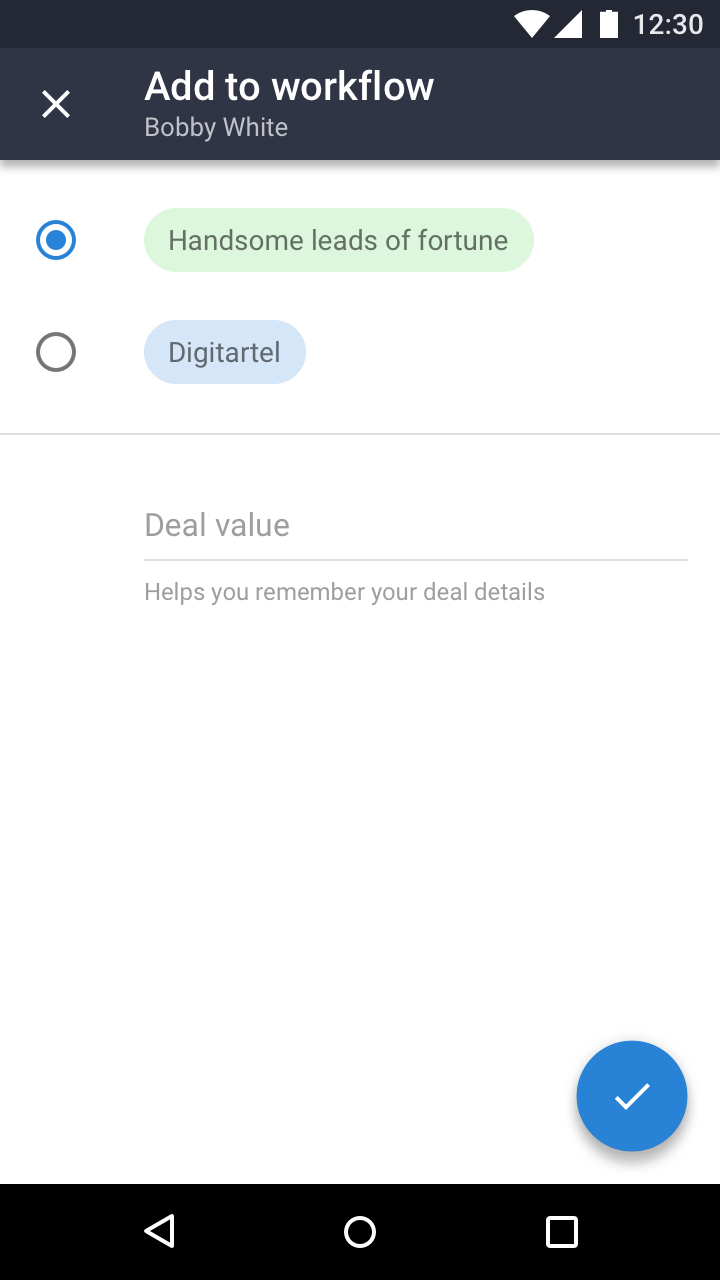 12:30
Add to workflow
Bobby White
Handsome leads of fortune
Digitartel
Deal value
Helps you remember your deal details